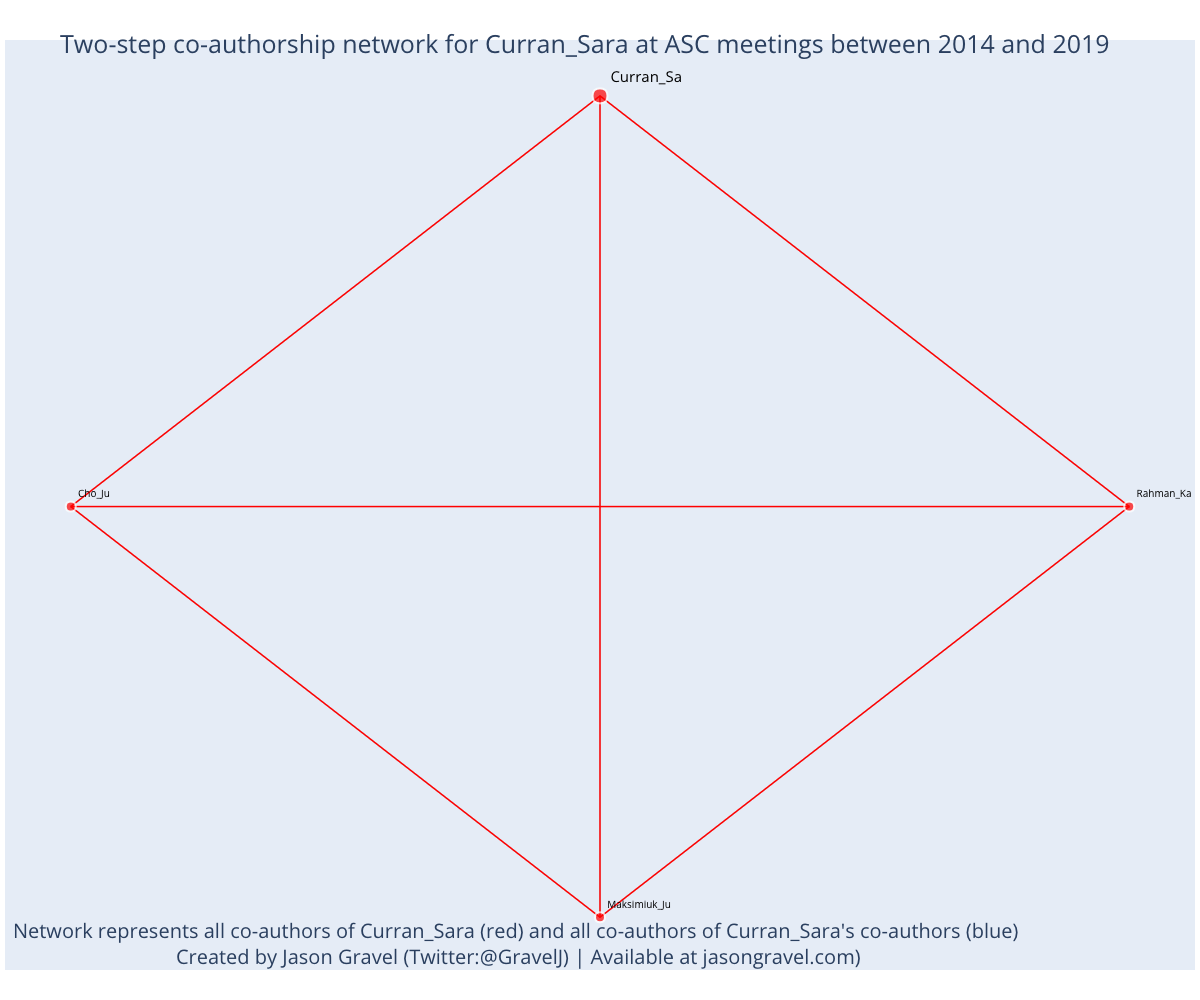 Two-step co-authorship network for Curran_Sara at ASC meetings between 2014 and 2019
Curran_Sa
Cho_Ju
Rahman_Ka
Maksimiuk_Ju
Network represents all co-authors of Curran_Sara (red) and all co-authors of Curran_Sara's co-authors (blue)
Created by Jason Gravel (Twitter:@GravelJ) | Available at jasongravel.com)